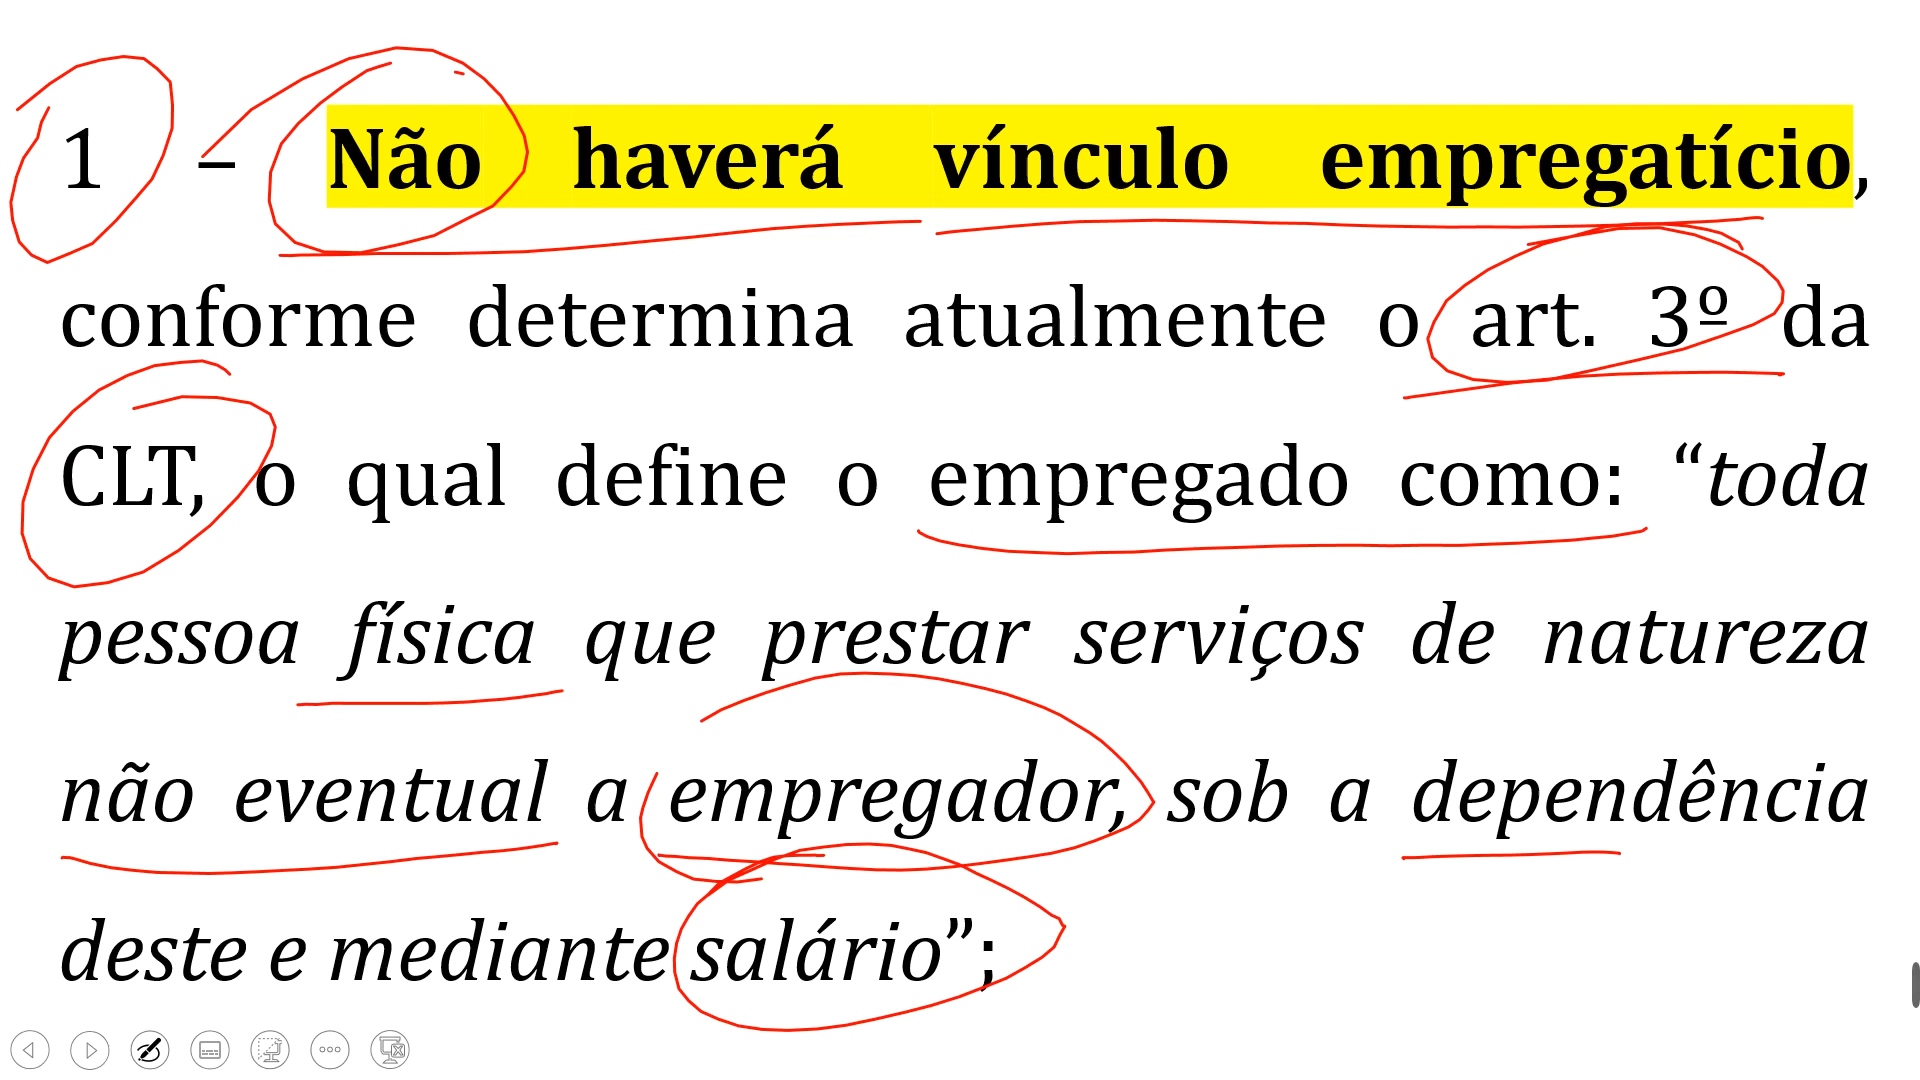 1 – Não haverá vínculo empregatício,
conforme determina atualmente o art. 3º da
CLT, o qual define o empregado como: “toda
pessoa física que prestar serviços de natureza
não eventual a empregador, sob a dependência
deste e mediante salário”;